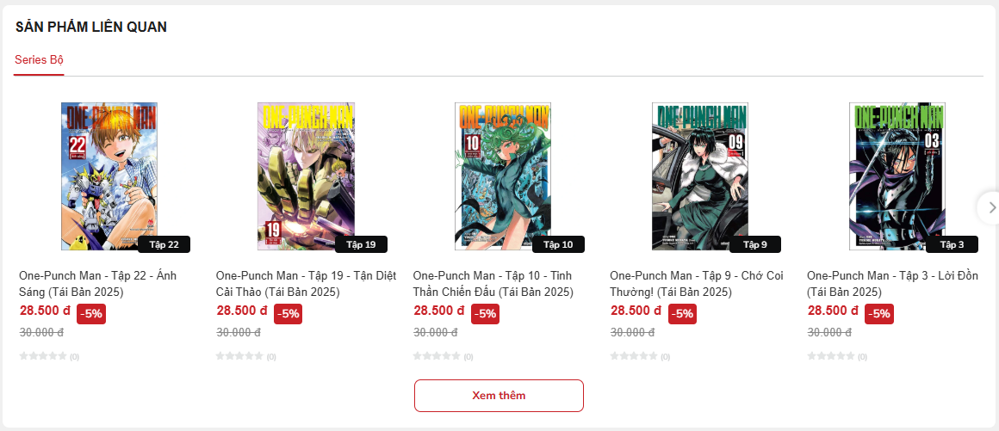 SẢN PHẨM LIÊN QUAN
Series Bộ
ONE-PUNCH MAN
22
Tập 22
ONE-PUNCH MAN
19
Tập 19
ONE-PUNCH MAN
10
Tập 10
ONE-PUNCH MAN
09
Tập 9
ONE-PUNCH MAN
03
Tập 3
One-Punch Man - Tập 22 - Ánh
Sáng (Tái Bản 2025)
28.500 đ -5%
30.000 đ
(0)
One-Punch Man - Tập 19 - Tận Diệt
Cải Thảo (Tái Bản 2025)
28.500 đ -5%
30.000 đ
(0)
One-Punch Man - Tập 10 - Tinh
Thần Chiến Đấu (Tái Bản 2025)
28.500 đ -5%
30.000 đ
(0)
One-Punch Man - Tập 9 - Chớ Coi
Thường! (Tái Bản 2025)
28.500 đ -5%
30.000 đ
(0)
One-Punch Man - Tập 3 - Lời Đồn
(Tái Bản 2025)
28.500 đ -5%
30.000 đ
(0)
Xem thêm